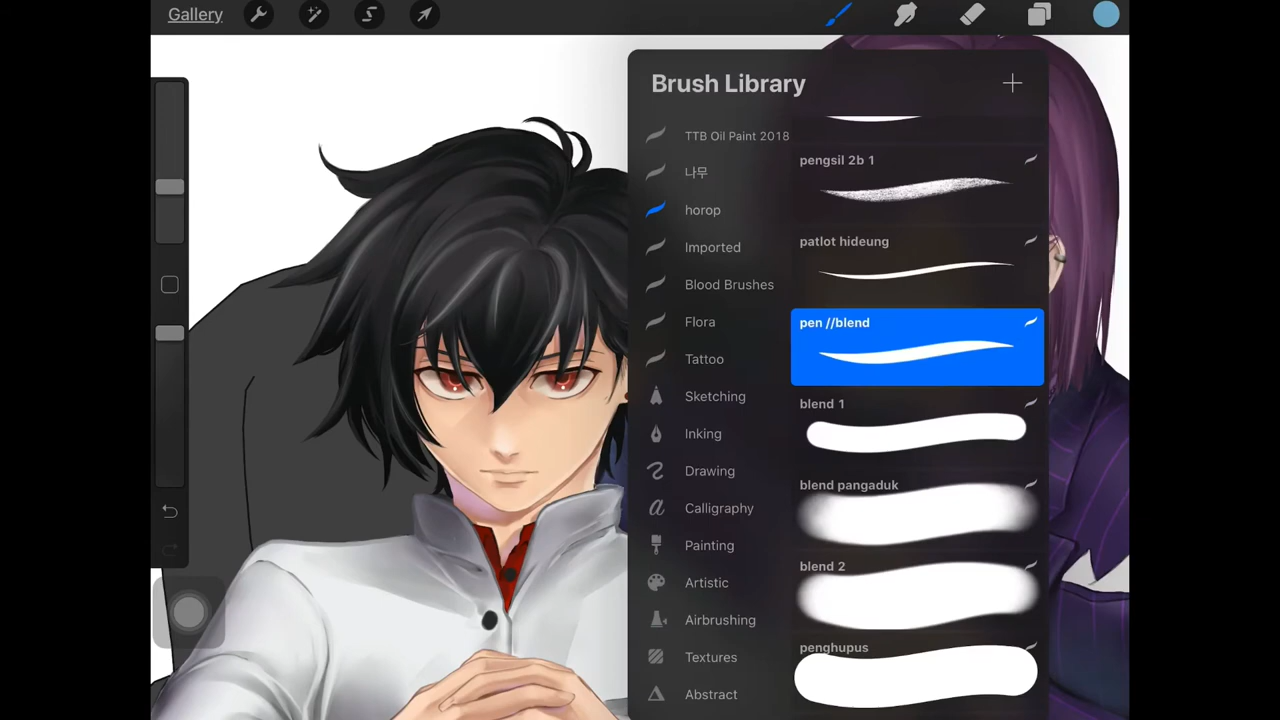 Gallery
Brush Library
TTB Oil Paint 2018
나무
horop
Imported
Blood Brushes
Flora
Tattoo
Sketching
Inking
Drawing
Calligraphy
Painting
Artistic
Airbrushing
Textures
Abstract
pengsil 2b 1
patlot hideung
pen //blend
blend 1
blend pangaduk
blend 2
penghupus